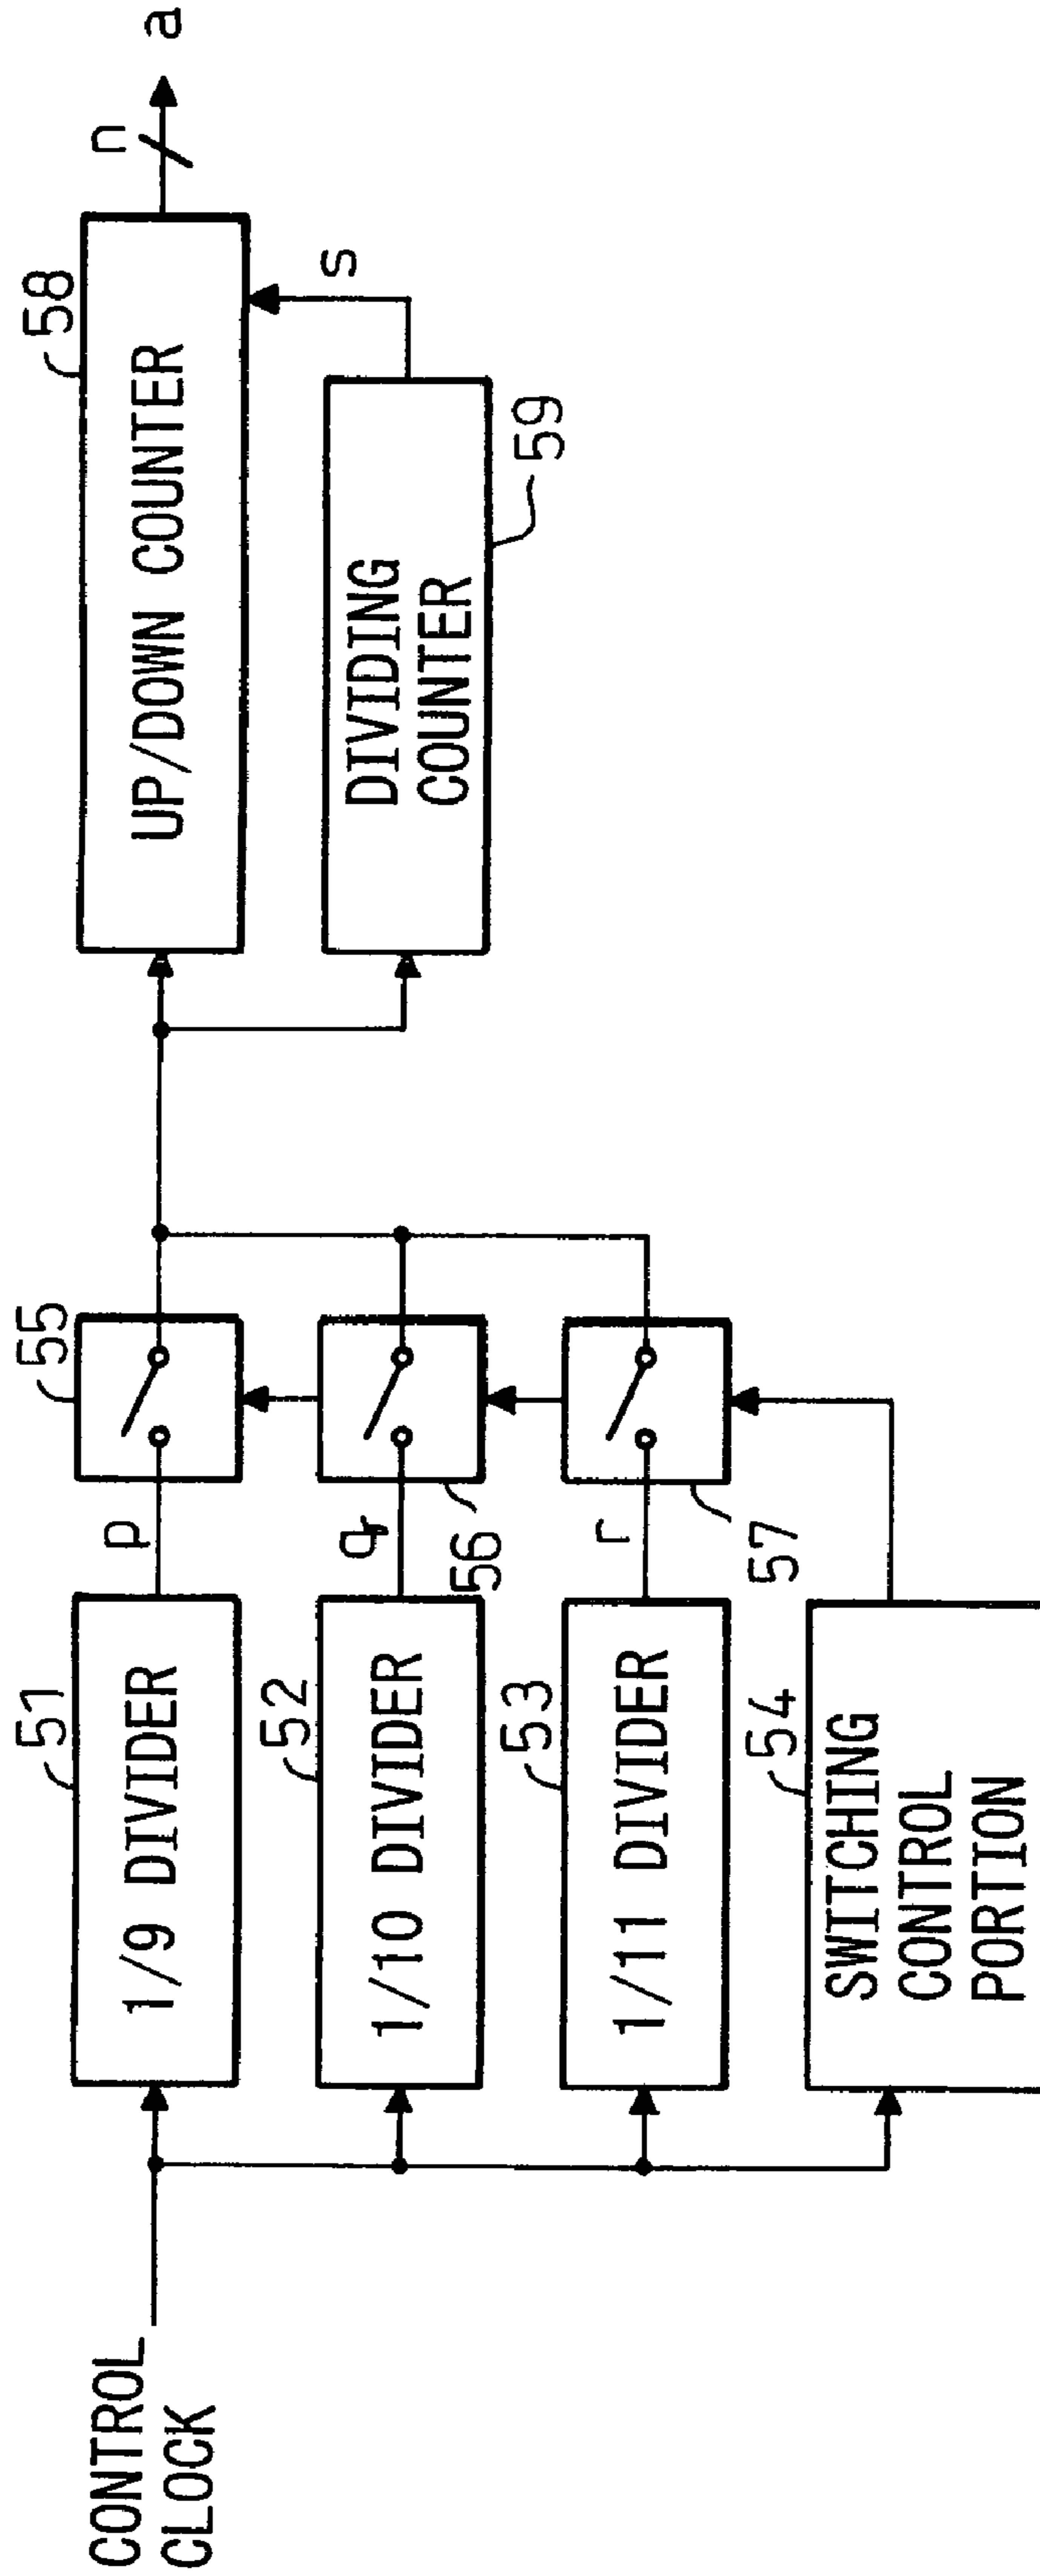 CONTROL
CLOCK
51
1/9 DIVIDER
p
55
52
1/10 DIVIDER
q
56
53
1/11 DIVIDER
r
57
54
SWITCHING
CONTROL
PORTION
58
UP/DOWN COUNTER
n
a
s
DIVIDING
COUNTER
59